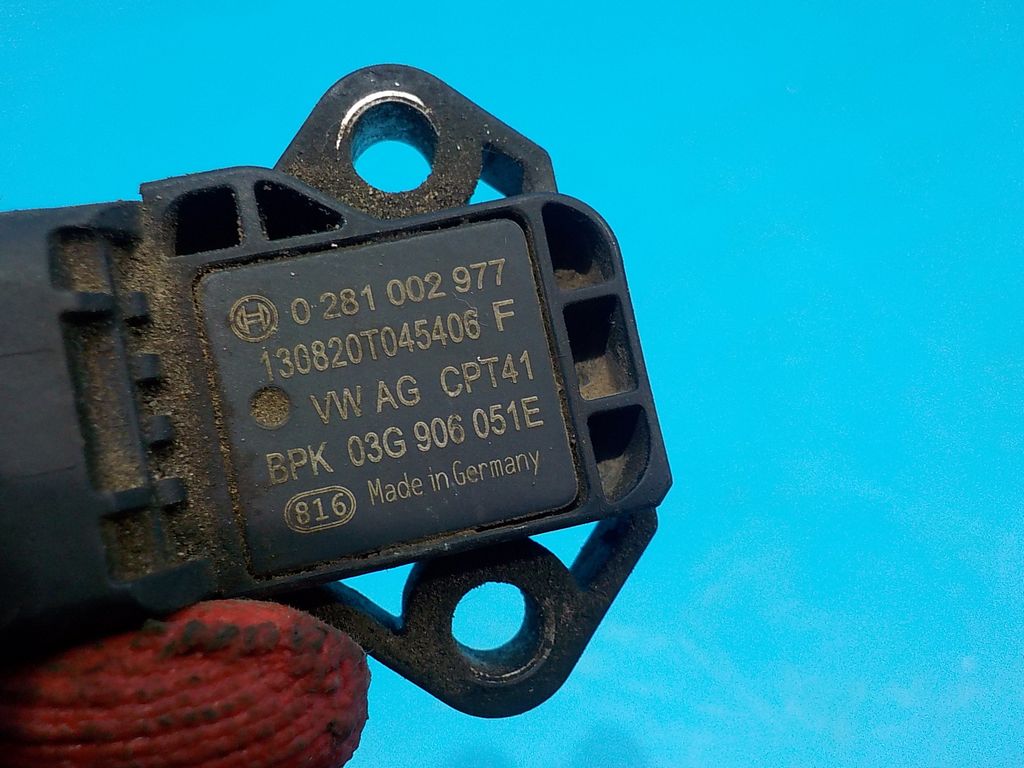 0 281 002 977
130820T045406 F
VW AG CPT41
BPK 03G 906 051E
816 Made in Germany